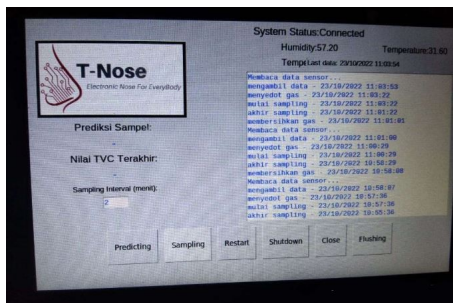 System Status:Connected
Humidity:57.20
Temperature:31.60
Last data: 23/10/2022 11:03:54
T-Nose
Electronic Nose For EveryBody
Prediksi Sampel:
-
Nilai TVC Terakhir:
-
Sampling Interval (menit):
2
Membaca data sensor...
mengambil data - 23/10/2022 11:03:53
menyedot gas - 23/10/2022 11:03:22
mulai sampling - 23/10/2022 11:03:22
akhir sampling - 23/10/2022 11:01:22
membersihkan gas - 23/10/2022 11:01:01
Membaca data sensor...
mengambil data - 23/10/2022 11:01:00
menyedot gas - 23/10/2022 11:00:29
mulai sampling - 23/10/2022 11:00:29
akhir sampling - 23/10/2022 10:58:29
membersihkan gas - 23/10/2022 10:58:08
Membaca data sensor...
mengambil data - 23/10/2022 10:58:07
menyedot gas - 23/10/2022 10:57:36
mulai sampling - 23/10/2022 10:57:36
akhir sampling - 23/10/2022 10:55:36
Predicting
Sampling
Restart
Shutdown
Close
Flushing